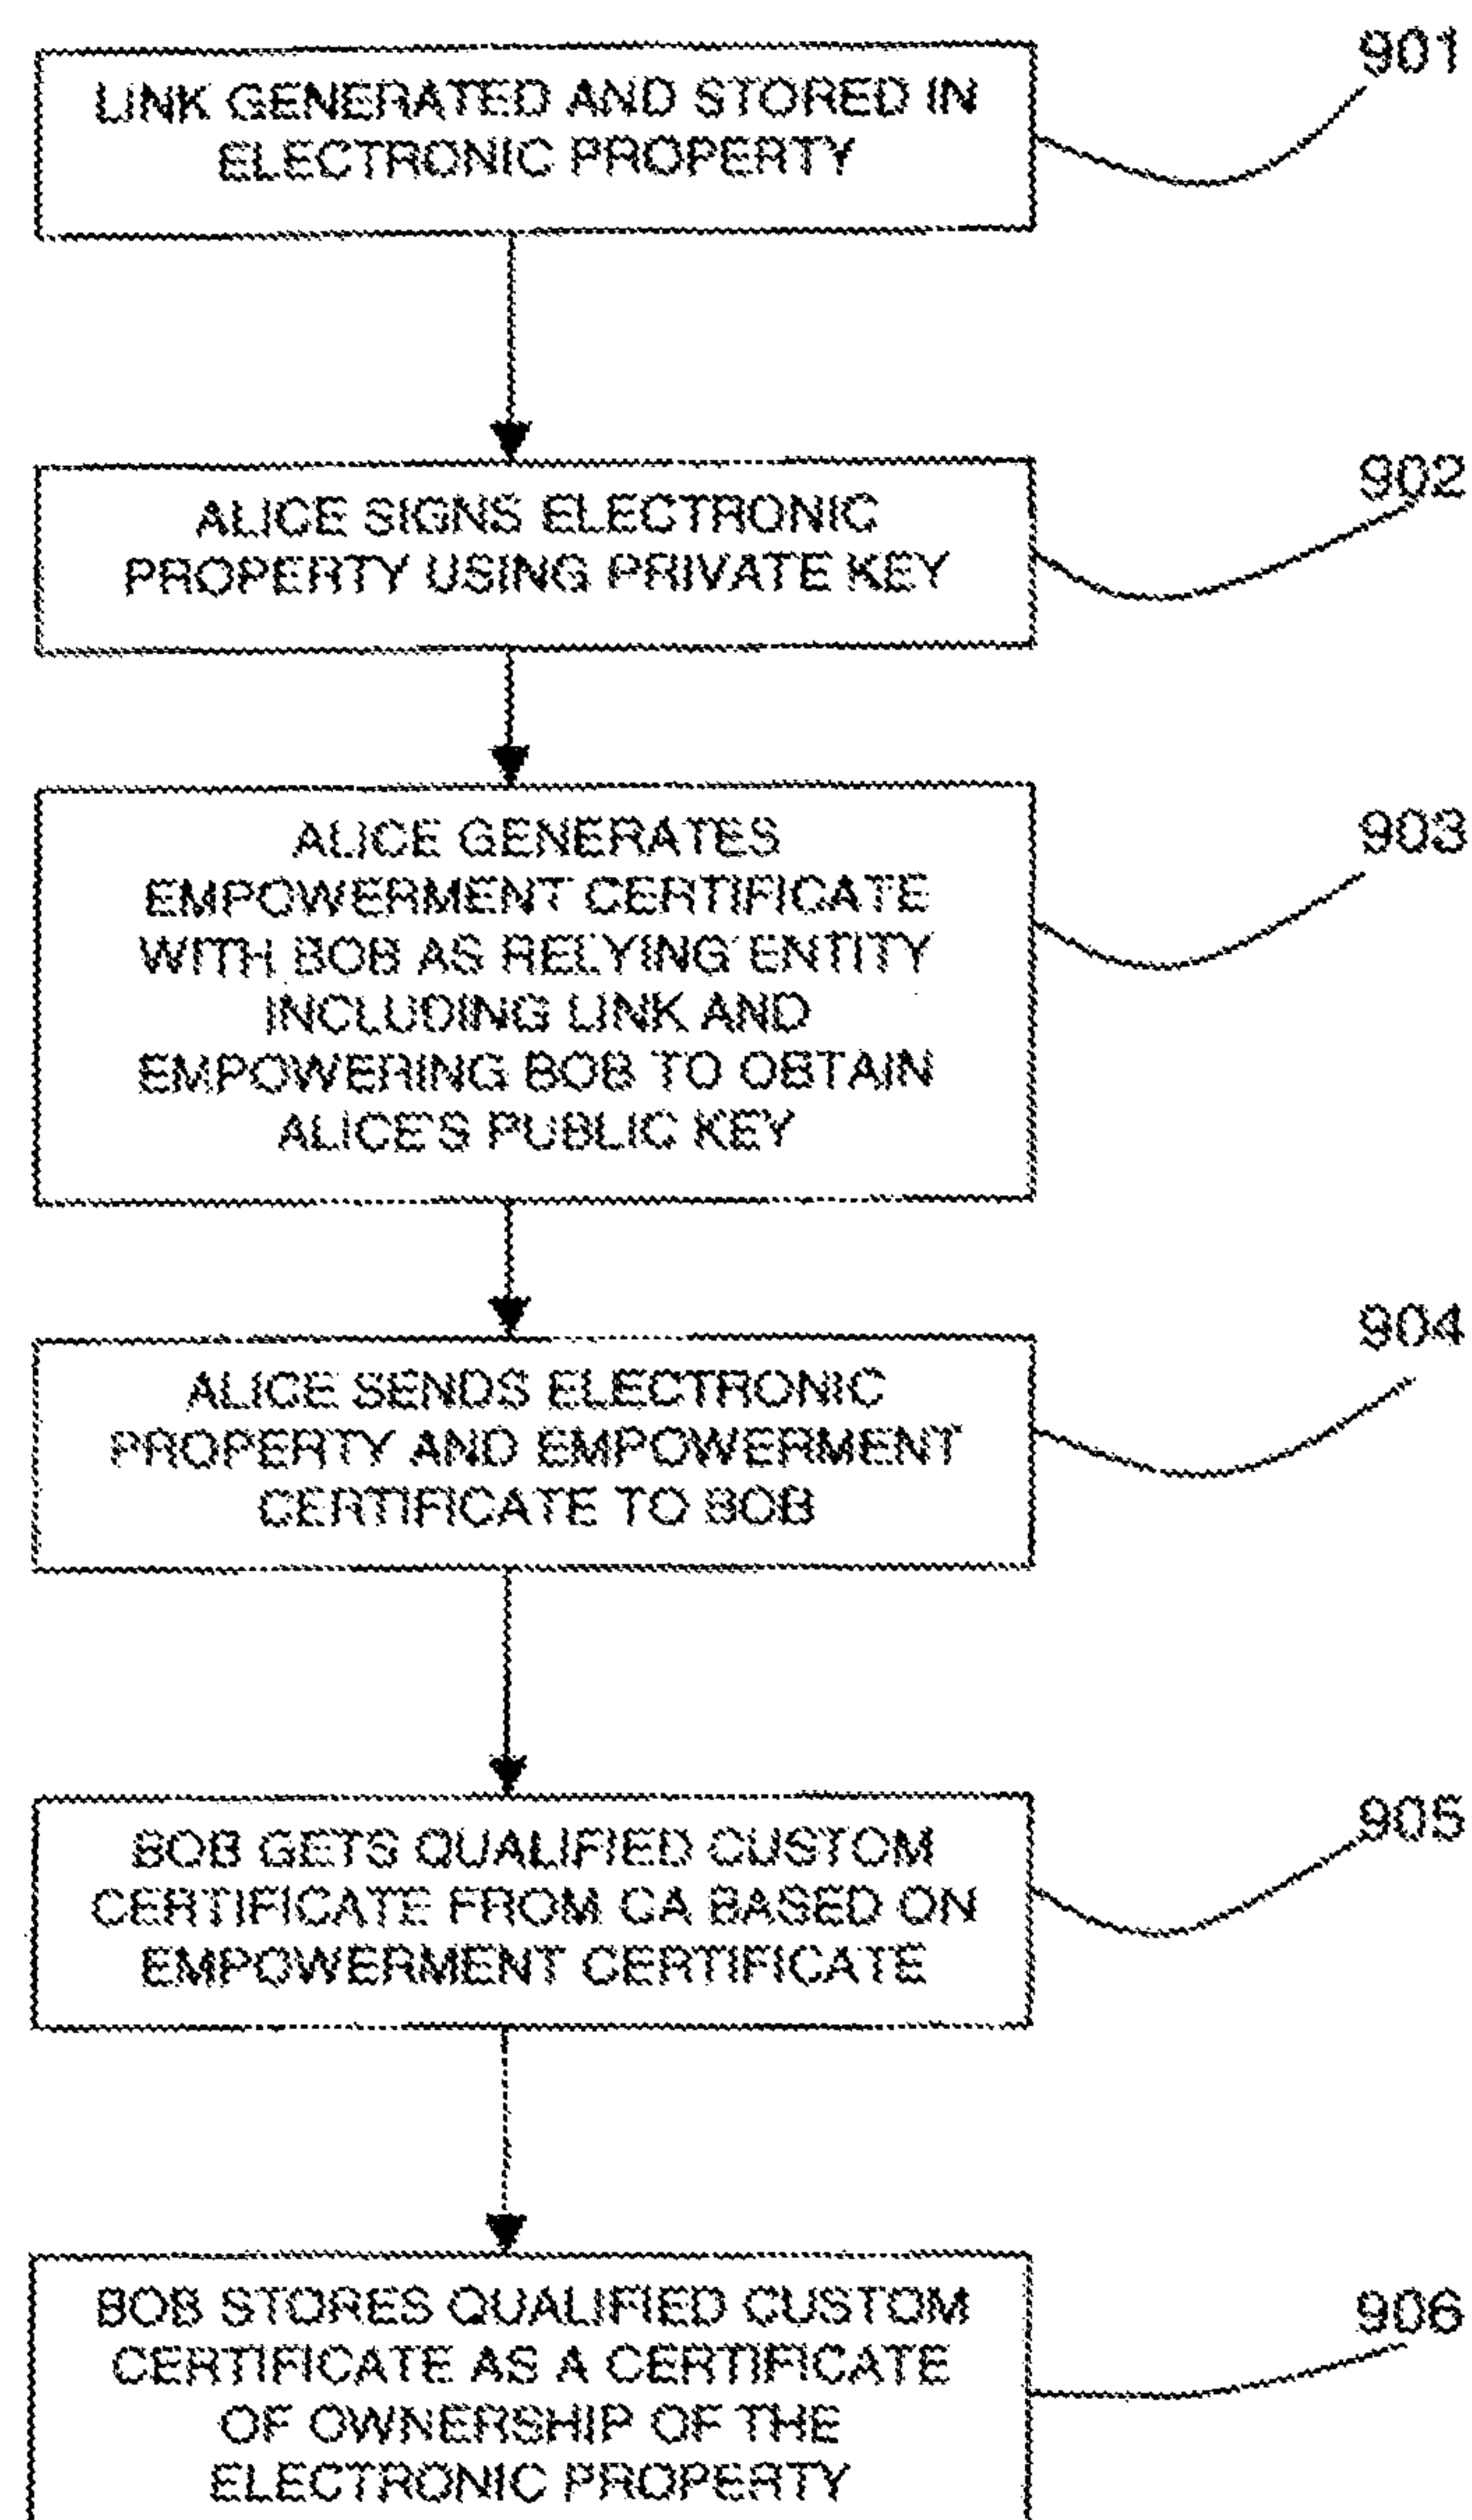 LINK GENERATED AND STORED IN
ELECTRONIC PROPERTY
901
ALICE SIGNS ELECTRONIC
PROPERTY USING PRIVATE KEY
902
ALICE GENERATES
EMPOWERMENT CERTIFICATE
WITH BOB AS RELYING ENTITY
INCLUDING LINK AND
EMPOWERING BOB TO OBTAIN
ALICE'S PUBLIC KEY
903
ALICE SENDS ELECTRONIC
PROPERTY AND EMPOWERMENT
CERTIFICATE TO BOB
904
BOB GETS QUALIFIED CUSTOM
CERTIFICATE FROM CA BASED ON
EMPOWERMENT CERTIFICATE
905
BOB STORES QUALIFIED CUSTOM
CERTIFICATE AS A CERTIFICATE
OF OWNERSHIP OF THE
ELECTRONIC PROPERTY
906